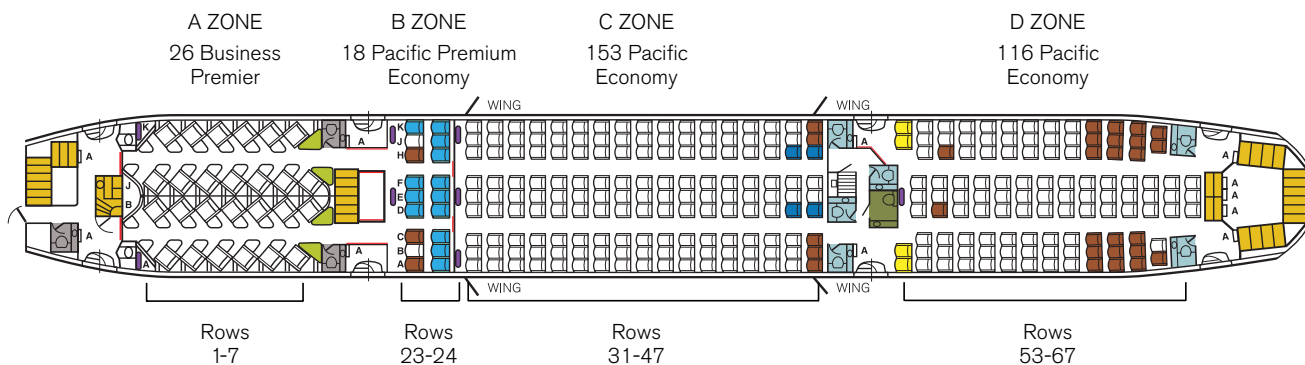 A ZONE
26 Business
Premier
B ZONE
18 Pacific Premium
Economy
C ZONE
153 Pacific
Economy
D ZONE
116 Pacific
Economy
WING
WING
K
A
K
J
H
A
A
A
J
B
F
E
D
A
A
A
A
A
C
B
A
A
A
A
WING
WING
Rows
1-7
Rows
23-24
Rows
31-47
Rows
53-67